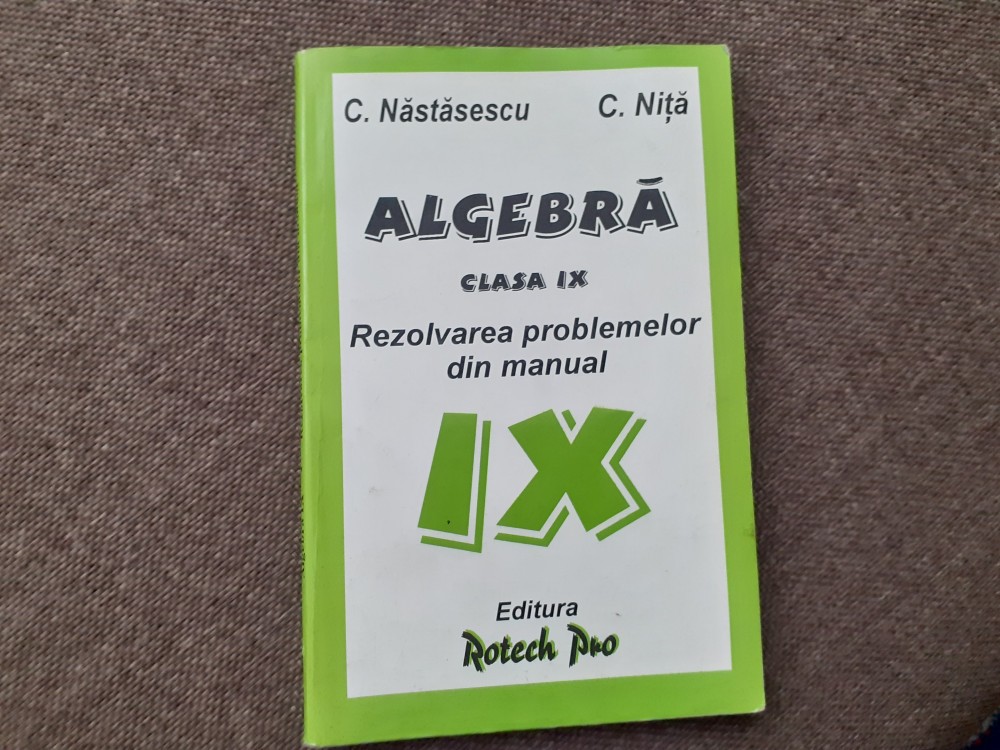 C. Năstăsescu C. Niță
ALGEBRĂ
CLASA IX
Rezolvarea problemelor
din manual
IX
Editura
Rotech Pro